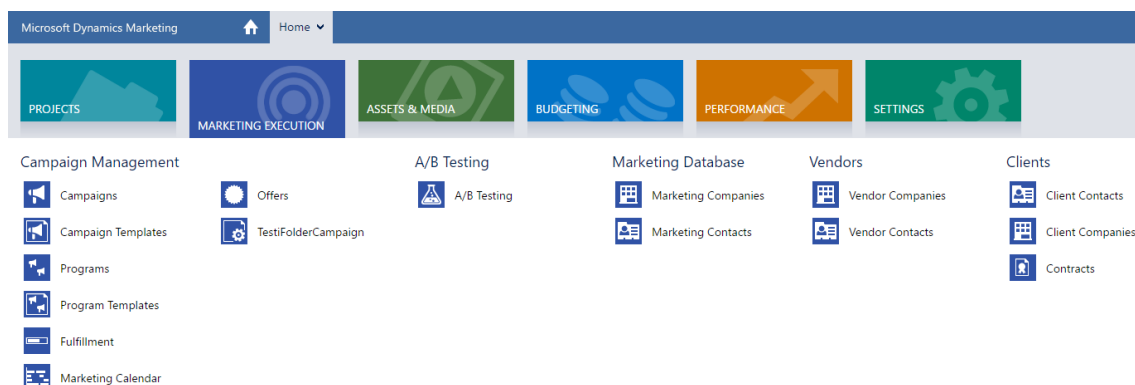 Microsoft Dynamics Marketing
Home
PROJECTS
MARKETING EXECUTION
ASSETS & MEDIA
BUDGETING
PERFORMANCE
SETTINGS
Campaign Management
Campaigns
Campaign Templates
Programs
Program Templates
Fulfillment
Marketing Calendar
Offers
TestiFolderCampaign
A/B Testing
A/B Testing
Marketing Database
Marketing Companies
Marketing Contacts
Vendors
Vendor Companies
Vendor Contacts
Clients
Client Contacts
Client Companies
Contracts